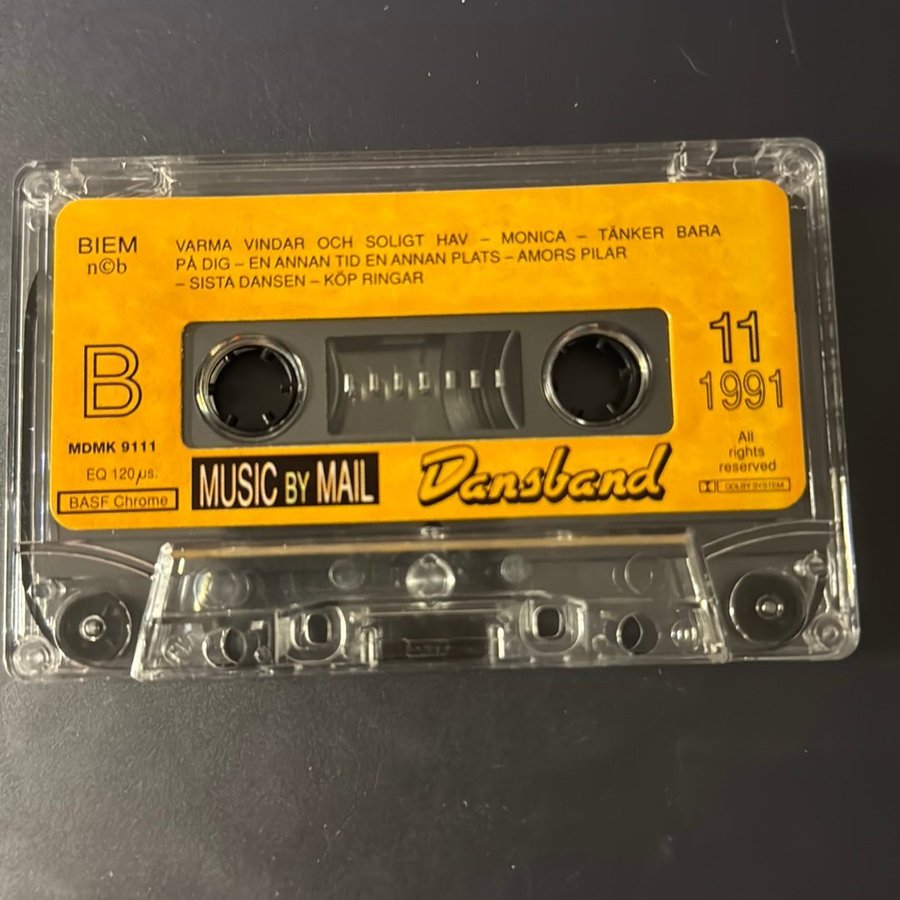 BIEM
n©b
VARMA VINDAR OCH SOLIGT HAV – MONICA – TÄNKER BARA
PÅ DIG – EN ANNAN TID EN ANNAN PLATS – AMORS PILAR
– SISTA DANSEN – KÖP RINGAR
B
11
1991
MDMK 9111
EQ 120 µs.
BASF Chrome
MUSIC BY MAIL
Dansband
All
rights
reserved
DOLBY SYSTEM